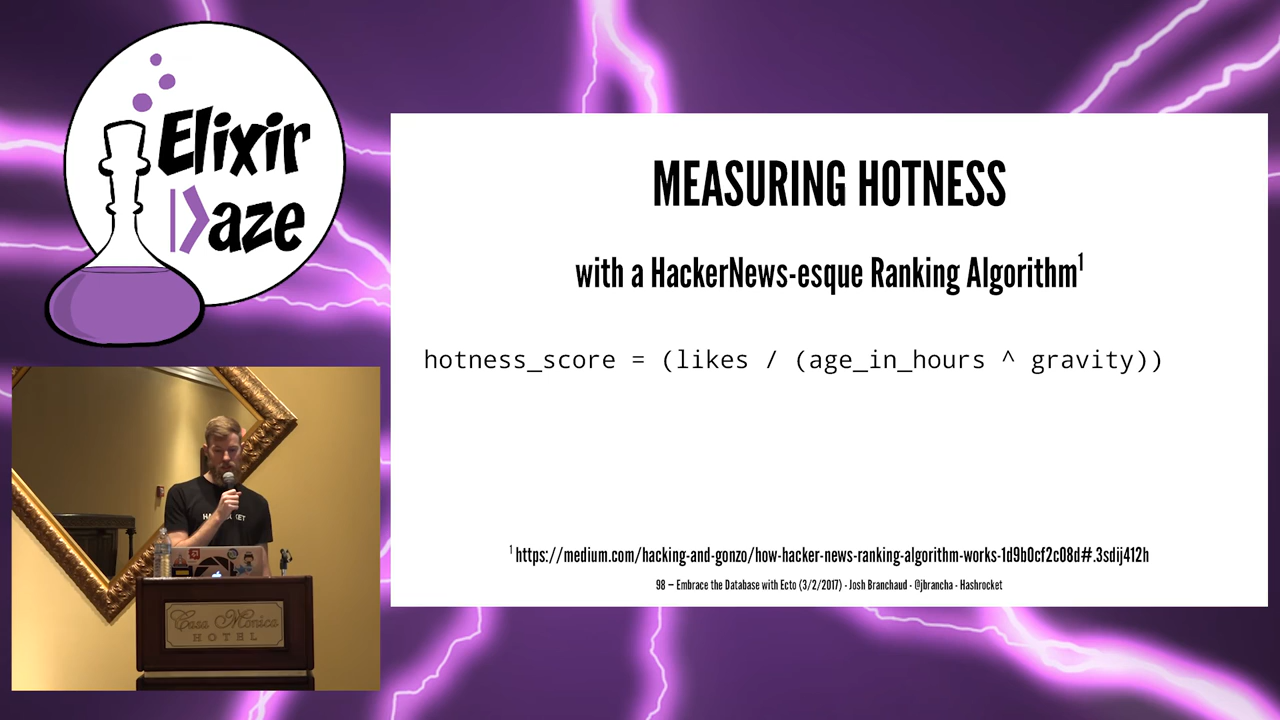 Elixir
Daze
MEASURING HOTNESS
with a HackerNews-esque Ranking Algorithm¹
hotness_score = (likes / (age_in_hours ^ gravity))
¹ https://medium.com/hacking-and-gonzo/how-hacker-news-ranking-algorithm-works-1d9b0cf2c08d#.3sdij412h
98 – Embrace the Database with Ecto (3/2/2017) - Josh Branchaud - @jbrancha - Hashrocket
Casa Monica
HOTEL